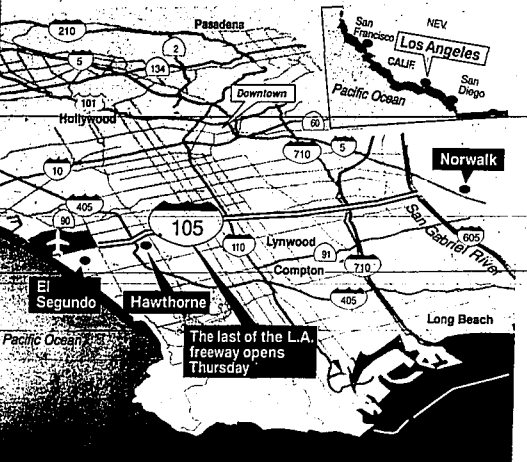 210
Pasadena
2
5
134
101
Hollywood
Downtown
60
10
710
5
Norwalk
405
90
105
110
Lynwood
Compton
91
710
605
San Gabriel River
405
El
Segundo
Hawthorne
The last of the L.A.
freeway opens
Thursday
Long Beach
Pacific Ocean
San
Francisco
NEV.
CALIF.
Los Angeles
San
Diego
Pacific Ocean